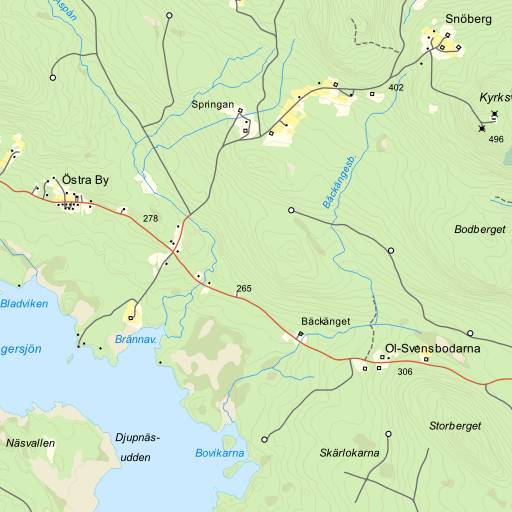 Aspån
Snöberg
402
Springan
Kyrksv
496
Östra By
278
Bäckängesb.
Bodberget
265
Bladviken
Brännav.
Bäckänget
gersjön
Ol-Svensbodarna
306
Näsvallen
Djupnäs-
udden
Bovikarna
Skärlokarna
Storberget